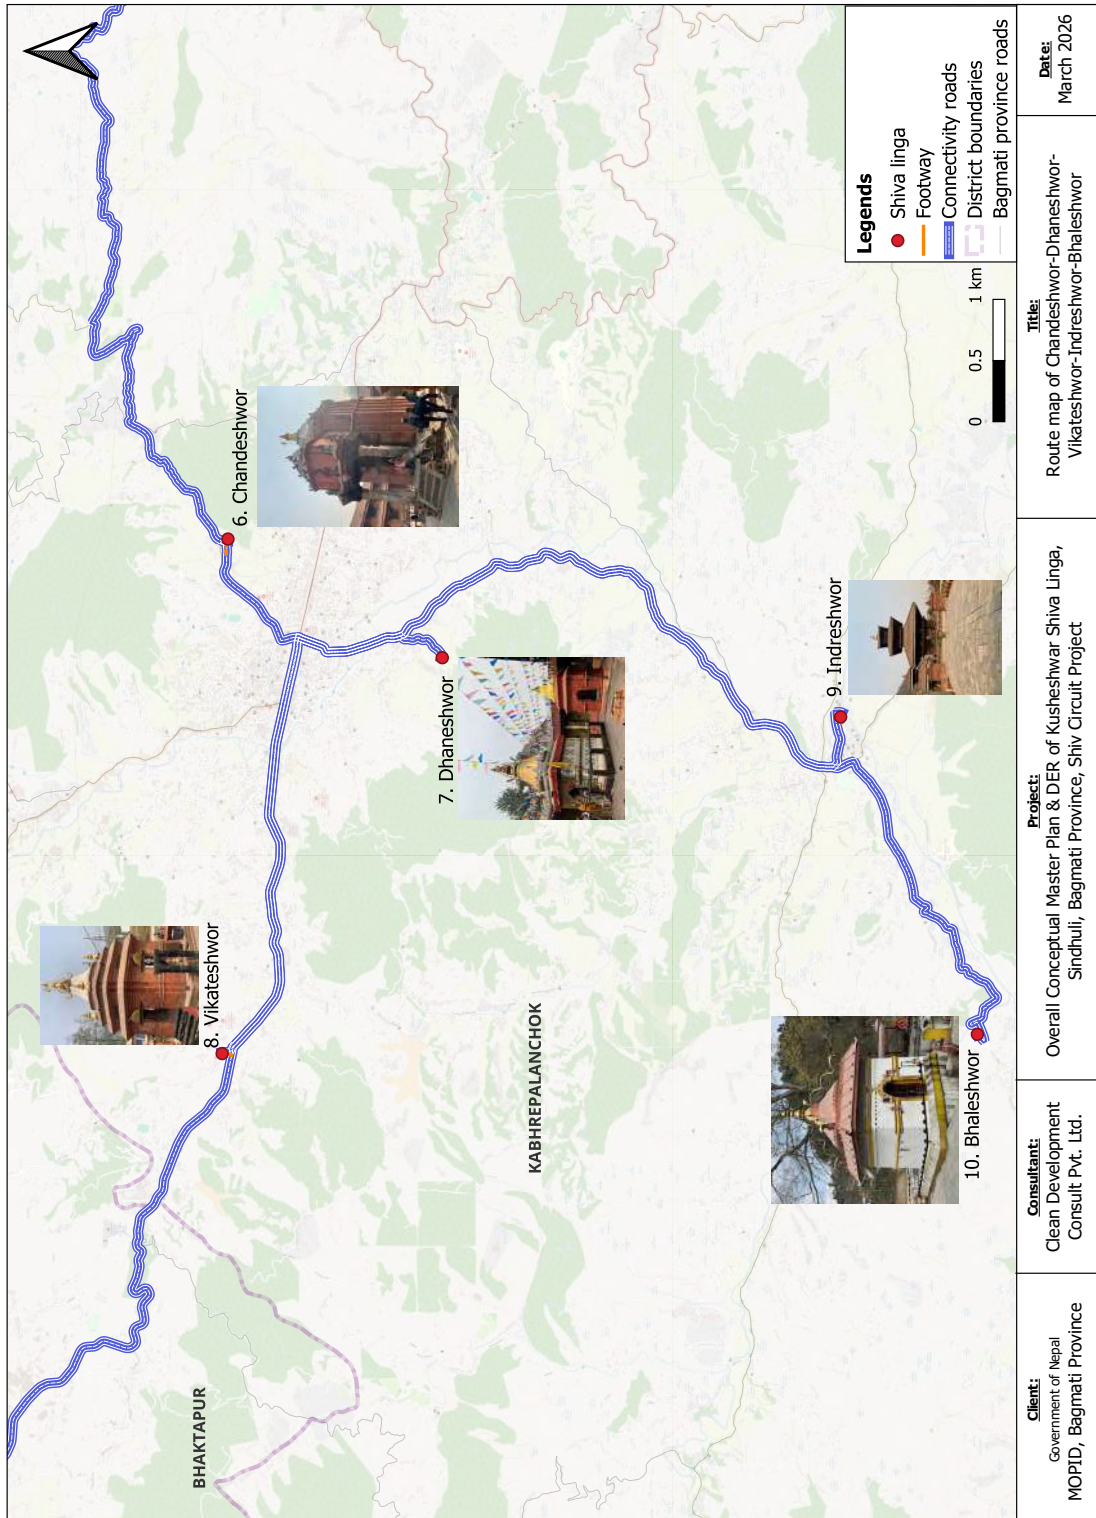 8. Vikateshwor
6. Chandeshwor
BHAKTAPUR
7. Dhaneshwor
KABHREPALANCHOK
9. Indreshwor
10. Bhaleshwor
0 0.5 1 km
Legends
Shiva linga
Footway
Connectivity roads
District boundaries
Bagmati province roads
Client:
Government of Nepal
MOPID, Bagmati Province
Consultant:
Clean Development
Consult Pvt. Ltd.
Project:
Overall Conceptual Master Plan & DER of Kusheshwar Shiva Linga,
Sindhuli, Bagmati Province, Shiv Circuit Project
Title:
Route map of Chandeshwor-Dhaneshwor-
Vikateshwor-Indreshwor-Bhaleshwor
Date:
March 2026